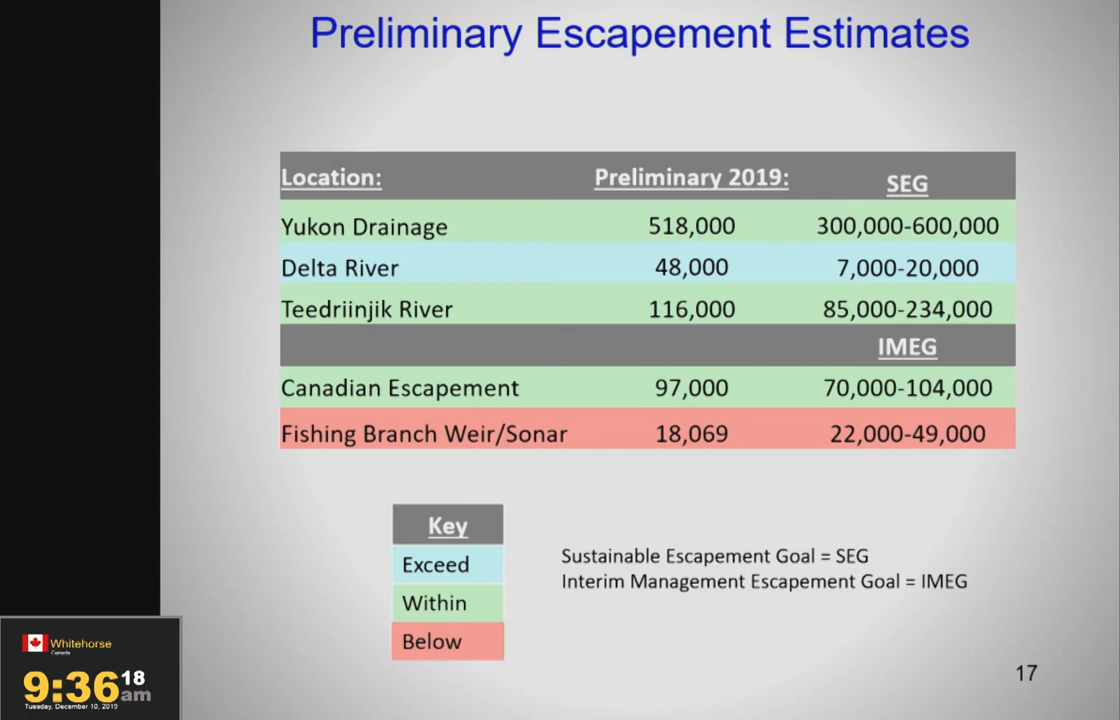 Preliminary Escapement Estimates
Location: Preliminary 2019: SEG
Yukon Drainage 518,000 300,000-600,000
Delta River 48,000 7,000-20,000
Teedriinjik River 116,000 85,000-234,000
IMEG
Canadian Escapement 97,000 70,000-104,000
Fishing Branch Weir/Sonar 18,069 22,000-49,000
Key
Exceed
Within
Below
Sustainable Escapement Goal = SEG
Interim Management Escapement Goal = IMEG
17
Whitehorse
Canada
9:36 18 am
Tuesday, December 10, 2019